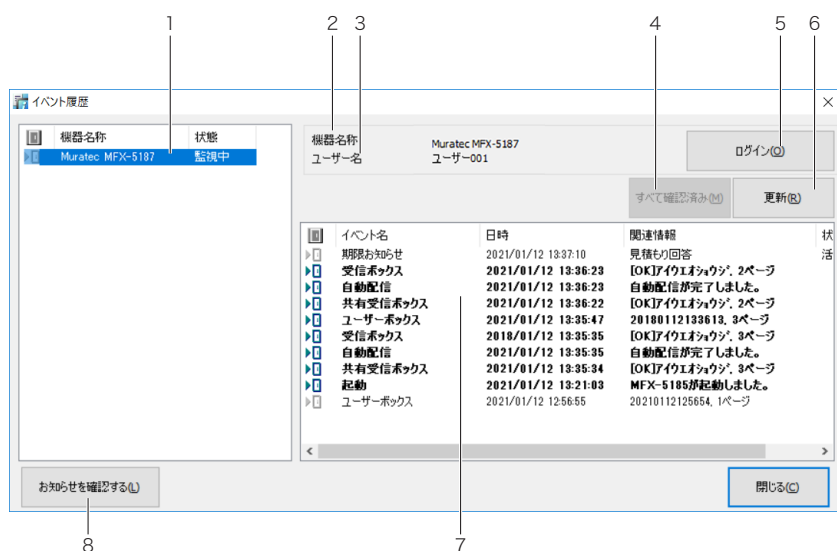 1 2 3 4 5 6
イベント履歴
機器名称 状態
Muratec MFX-5187 監視中
機器名称 Muratec MFX-5187
ユーザー名 ユーザー001
ログイン(O)
すべて確認済み(M) 更新(R)
イベント名 日時 関連情報 状
期限お知らせ 2021/01/12 13:37:10 見積もり回答 活
受信ボックス 2021/01/12 13:36:23 [OK]アイウエオショウジ, 2ページ
自動配信 2021/01/12 13:36:23 自動配信が完了しました。
共有受信ボックス 2021/01/12 13:36:22 [OK]アイウエオショウジ, 2ページ
ユーザーボックス 2021/01/12 13:35:47 20180112133613, 3ページ
受信ボックス 2018/01/12 13:35:35 [OK]アイウエオショウジ, 3ページ
自動配信 2021/01/12 13:35:35 自動配信が完了しました。
共有受信ボックス 2021/01/12 13:35:34 [OK]アイウエオショウジ, 3ページ
起動 2021/01/12 13:21:03 MFX-5185が起動しました。
ユーザーボックス 2021/01/12 12:56:55 20210112125654, 1ページ
お知らせを確認する(L) 閉じる(C)
8 7